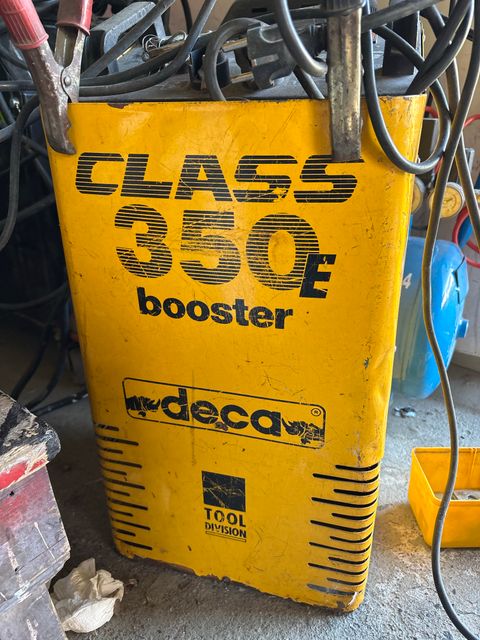 CLASS
350E
booster
deca®
TOOL
DIVISION